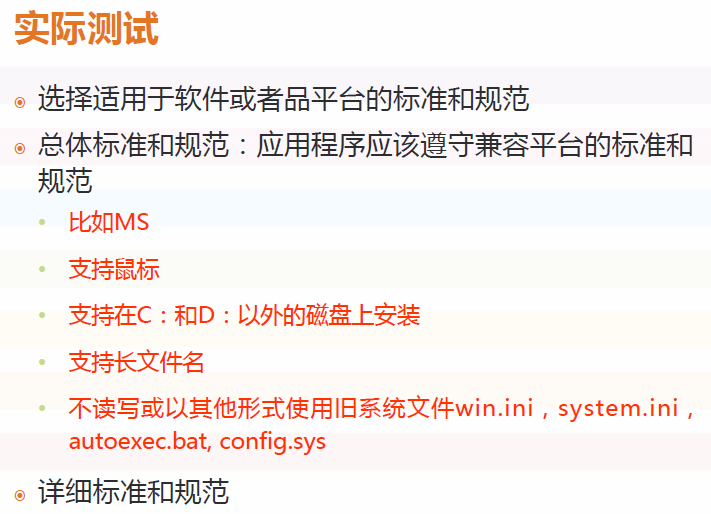 实际测试
选择适用于软件或者品平台的标准和规范
总体标准和规范：应用程序应该遵守兼容平台的标准和
规范
比如MS
支持鼠标
支持在C：和D：以外的磁盘上安装
支持长文件名
不读写或以其他形式使用旧系统文件win.ini，system.ini，
autoexec.bat, config.sys
详细标准和规范